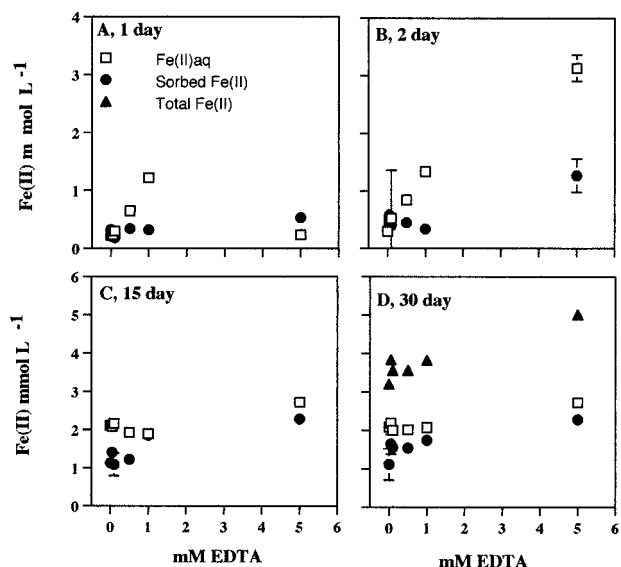 A, 1 day
Fe(II)aq
Sorbed Fe(II)
Total Fe(II)
B, 2 day
4
3
2
1
0
Fe(II) m mol L -1
C, 15 day
D, 30 day
6
5
4
3
2
1
0
Fe(II) mmol L -1
0 1 2 3 4 5 6
0 1 2 3 4 5 6
mM EDTA
mM EDTA